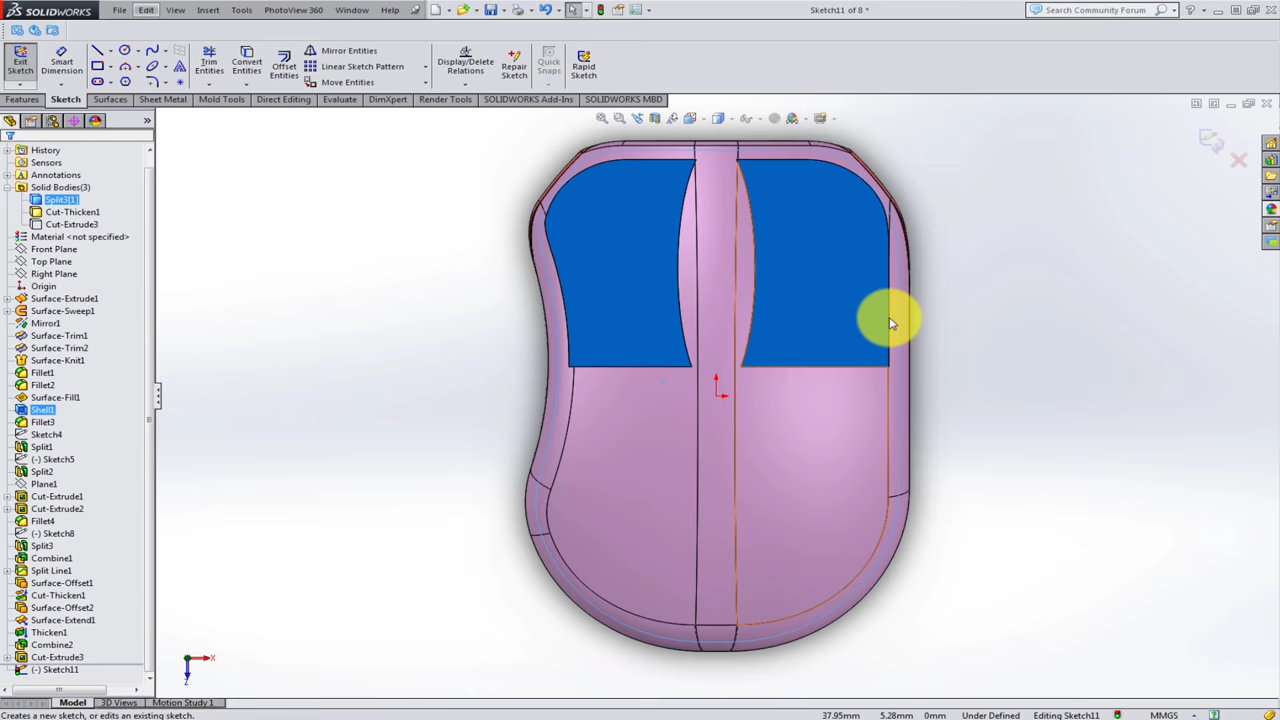 SOLIDWORKS File Edit View Insert Tools PhotoView 360 Window Help Sketch11 of 8 * Search Community Forum
Exit Sketch Smart Dimension Trim Entities Convert Entities Offset Entities Mirror Entities Linear Sketch Pattern Move Entities Display/Delete Relations Repair Sketch Quick Snaps Rapid Sketch
Features Sketch Surfaces Sheet Metal Mold Tools Direct Editing Evaluate DimXpert Render Tools SOLIDWORKS Add-Ins SOLIDWORKS MBD
History
Sensors
Annotations
Solid Bodies(3)
Split3[1]
Cut-Thicken1
Cut-Extrude3
Material <not specified>
Front Plane
Top Plane
Right Plane
Origin
Surface-Extrude1
Surface-Sweep1
Mirror1
Surface-Trim1
Surface-Trim2
Surface-Knit1
Fillet1
Fillet2
Surface-Fill1
Shell1
Fillet3
Sketch4
Split1
(-) Sketch5
Split2
Plane1
Cut-Extrude1
Cut-Extrude2
Fillet4
(-) Sketch8
Split3
Combine1
Split Line1
Surface-Offset1
Cut-Thicken1
Surface-Offset2
Surface-Extend1
Thicken1
Combine2
Cut-Extrude3
(-) Sketch11
X
Z
Model 3D Views Motion Study 1
Creates a new sketch, or edits an existing sketch. 37.95mm 5.28mm 0mm Under Defined Editing Sketch11 MMGS